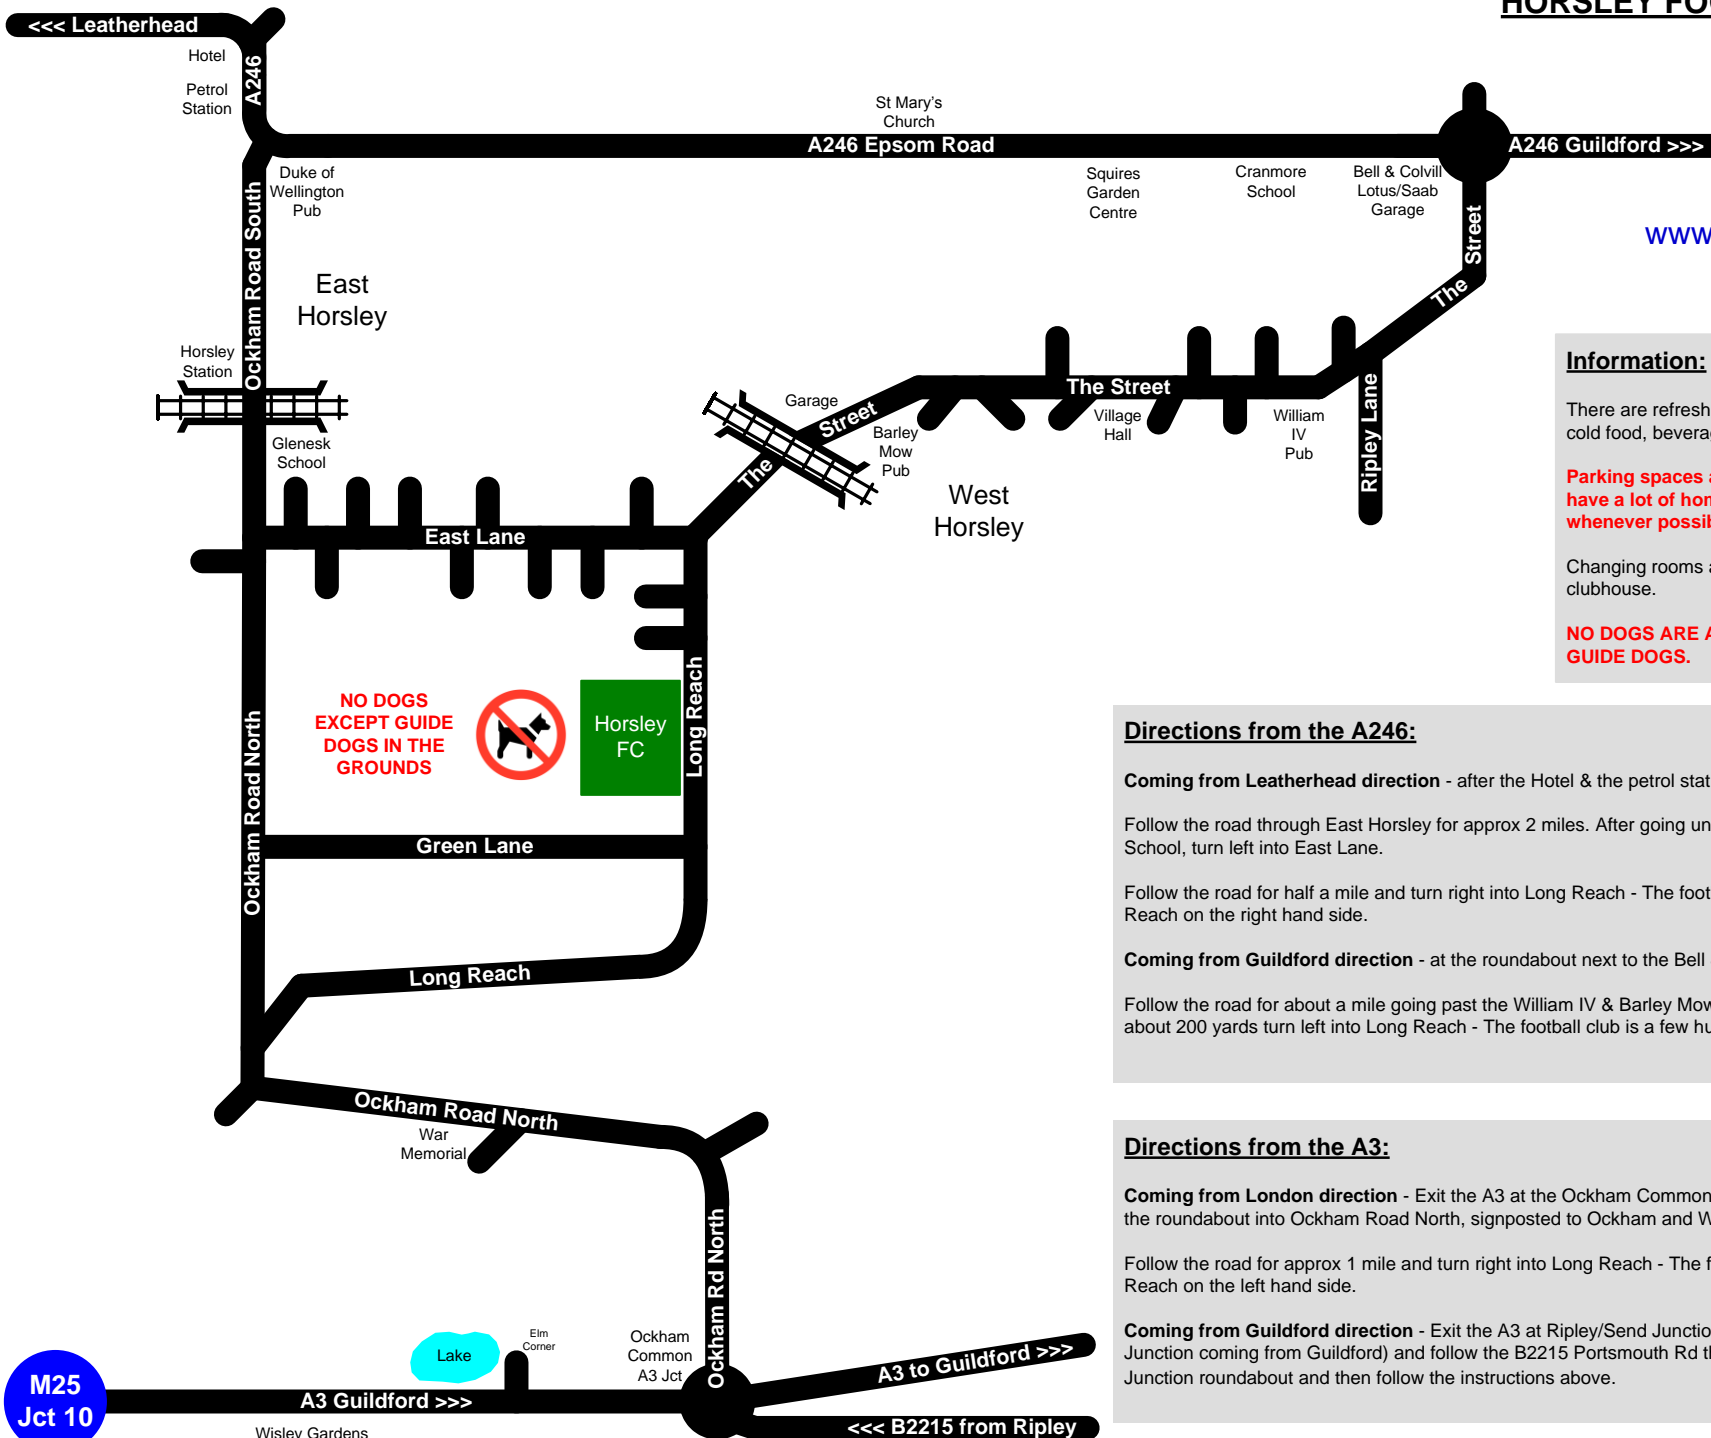 HORSLEY
<<< Leatherhead
Hotel
Petrol
Station
A246
St Mary's
Church
A246 Epsom Road
A246 Guildford >>>
Duke of
Wellington
Pub
Squires
Garden
Centre
Cranmore
School
Bell & Colvill
Lotus/Saab
Garage
Street
The
www
Ockham Road South
East
Horsley
Horsley
Station
Glenesk
School
Garage
The
Street
Barley
Mow
Pub
The Street
Village
Hall
William
IV
Pub
Ripley Lane
West
Horsley
East Lane
Information:
There are refresh
cold food, bevera
Parking spaces a
have a lot of hom
whenever possib
Changing rooms a
clubhouse.
NO DOGS ARE A
GUIDE DOGS.
NO DOGS
EXCEPT GUIDE
DOGS IN THE
GROUNDS
Horsley
FC
Long Reach
Ockham Road North
Green Lane
Long Reach
Directions from the A246:
Coming from Leatherhead direction - after the Hotel & the petrol stat
Follow the road through East Horsley for approx 2 miles. After going un
School, turn left into East Lane.
Follow the road for half a mile and turn right into Long Reach - The foot
Reach on the right hand side.
Coming from Guildford direction - at the roundabout next to the Bell
Follow the road for about a mile going past the William IV & Barley Mow
about 200 yards turn left into Long Reach - The football club is a few hu
Ockham Road North
War
Memorial
Ockham Rd North
Directions from the A3:
Coming from London direction - Exit the A3 at the Ockham Common
the roundabout into Ockham Road North, signposted to Ockham and W
Follow the road for approx 1 mile and turn right into Long Reach - The f
Reach on the left hand side.
Coming from Guildford direction - Exit the A3 at Ripley/Send Junctio
Junction coming from Guildford) and follow the B2215 Portsmouth Rd th
Junction roundabout and then follow the instructions above.
Lake
Elm
Corner
Ockham
Common
A3 Jct
A3 to Guildford >>>
M25
Jct 10
A3 Guildford >>>
<<< B2215 from Ripley
Wisley Gardens